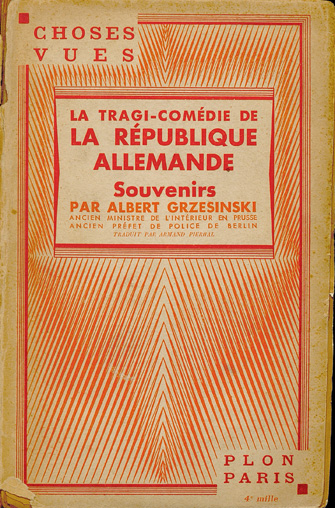 CHOSES
VUES
LA TRAGI-COMÉDIE DE
LA RÉPUBLIQUE
ALLEMANDE
Souvenirs
PAR ALBERT GRZESINSKI
ANCIEN MINISTRE DE L'INTÉRIEUR EN PRUSSE
ANCIEN PRÉFET DE POLICE DE BERLIN
TRADUIT PAR ARMAND PIERHAL
PLON
PARIS
4e mille